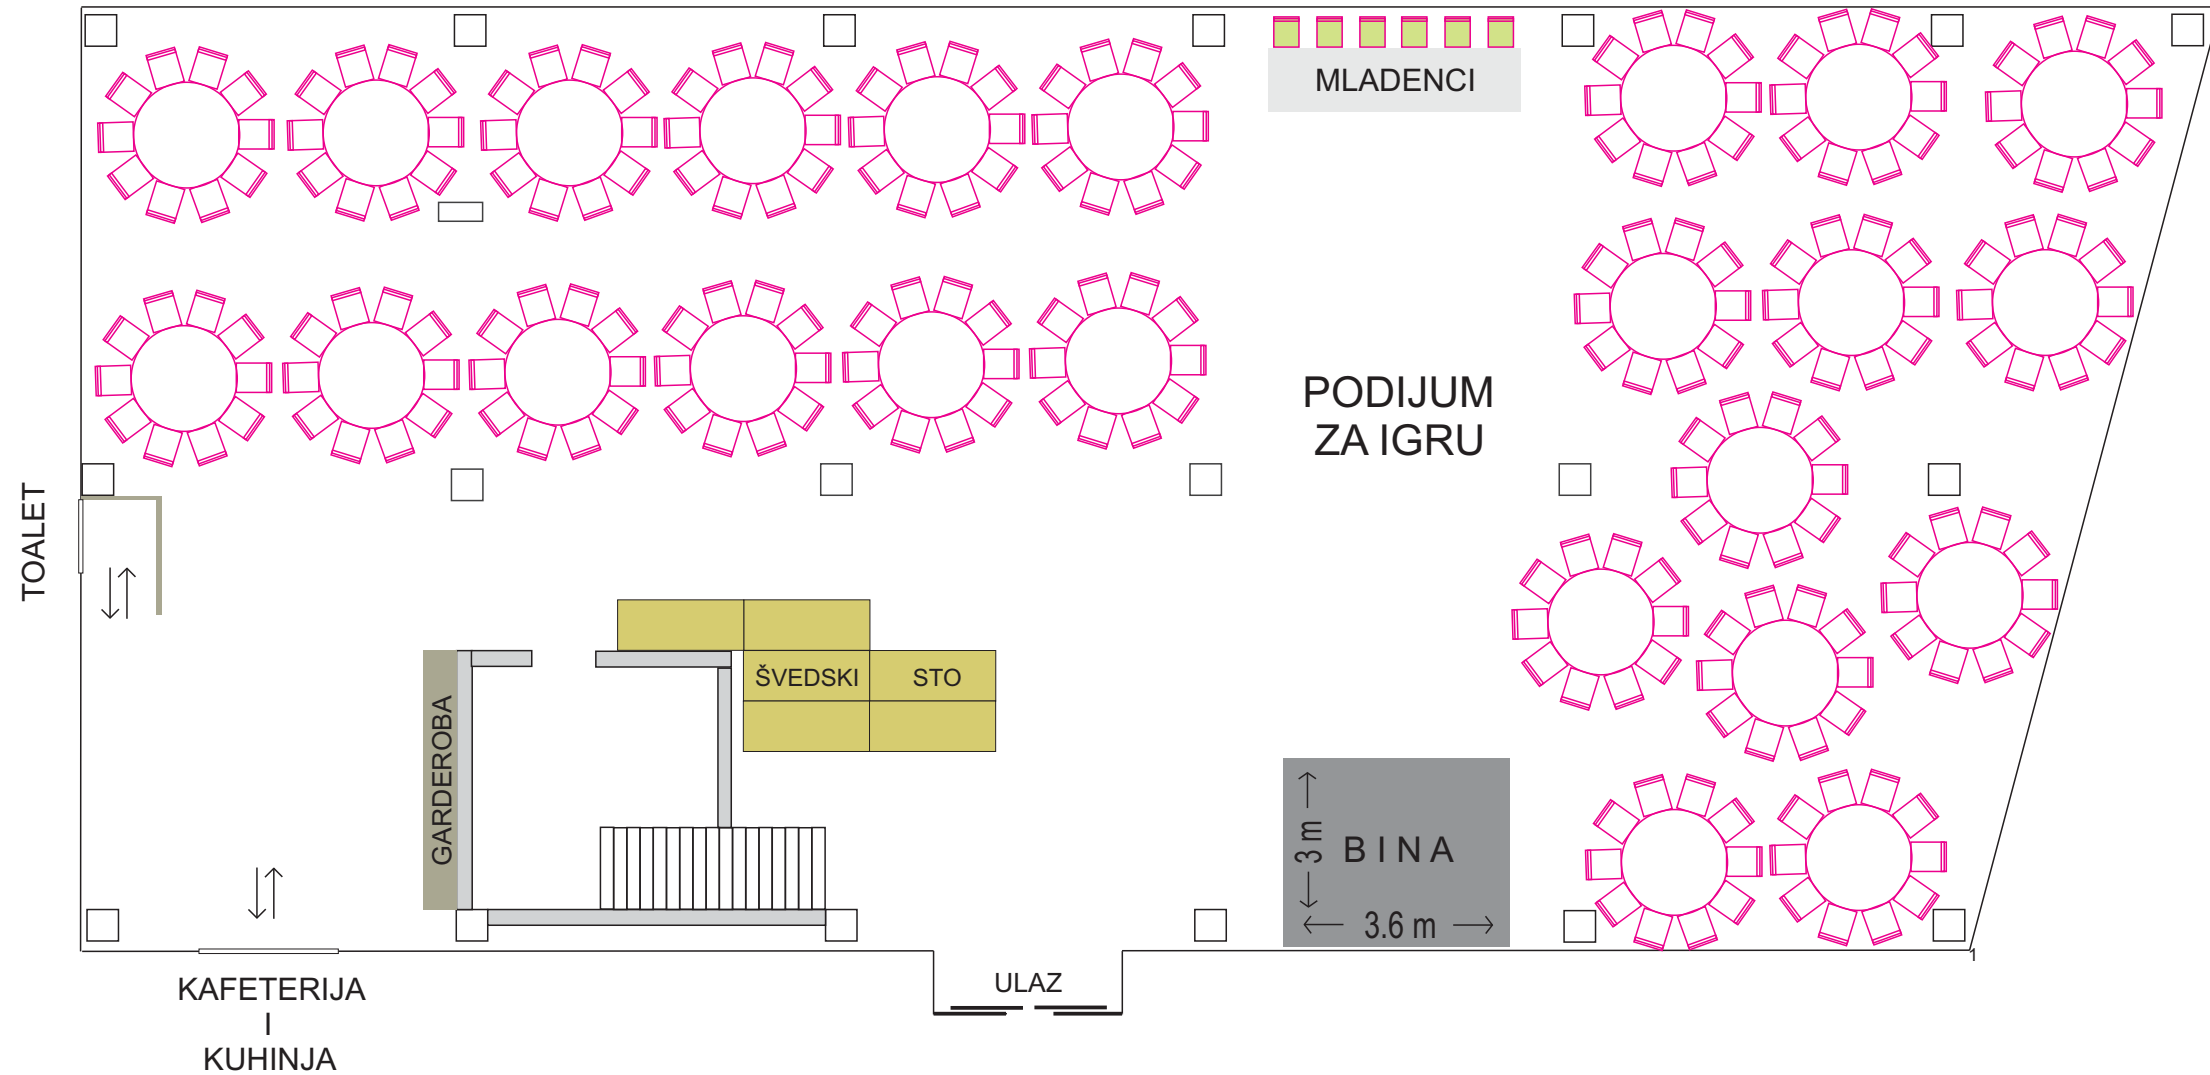 MLADENCI
PODIJUM
ZA IGRU
TOALET
ŠVEDSKI STO
GARDEROBA
3 m
BINA
3.6 m
ULAZ
KAFETERIJA
I
KUHINJA